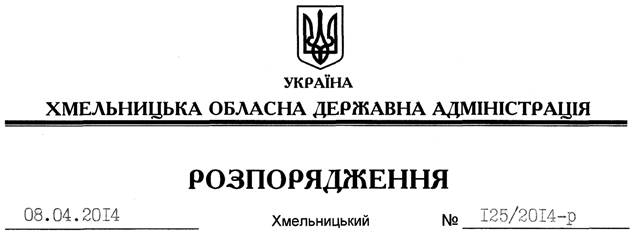 УКРАЇНА
ХМЕЛЬНИЦЬКА ОБЛАСНА ДЕРЖАВНА АДМІНІСТРАЦІЯ
РОЗПОРЯДЖЕННЯ
08.04.2014 Хмельницький № 125/2014-р